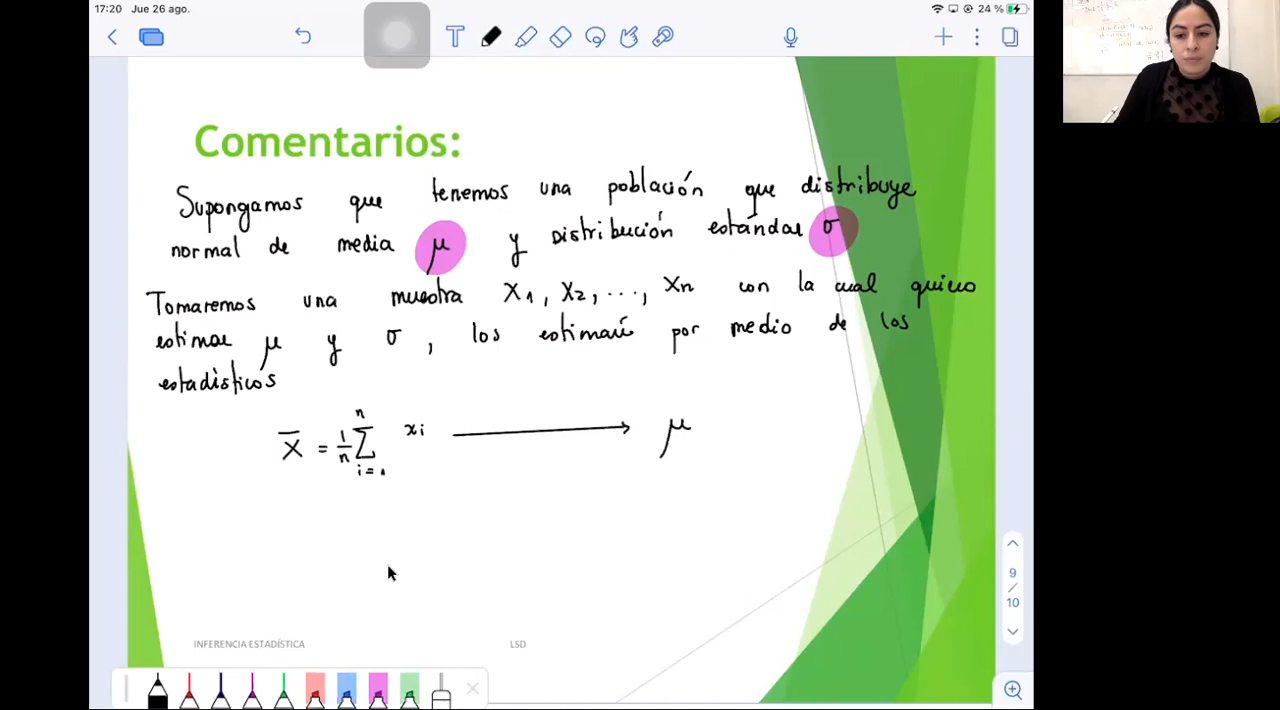 17:20 Jue 26 ago.
24 %
Comentarios:
Supongamos que tenemos una población que distribuye
normal de media μ y distribución estándar σ
Tomaremos una muestra X1, X2, ..., Xn con la cual quiero
estimar μ y σ, los estimaré por medio de los
estadísticos
X̄ = 1/n ∑ i=1 n xi → μ
9
/
10
INFERENCIA ESTADÍSTICA LSD